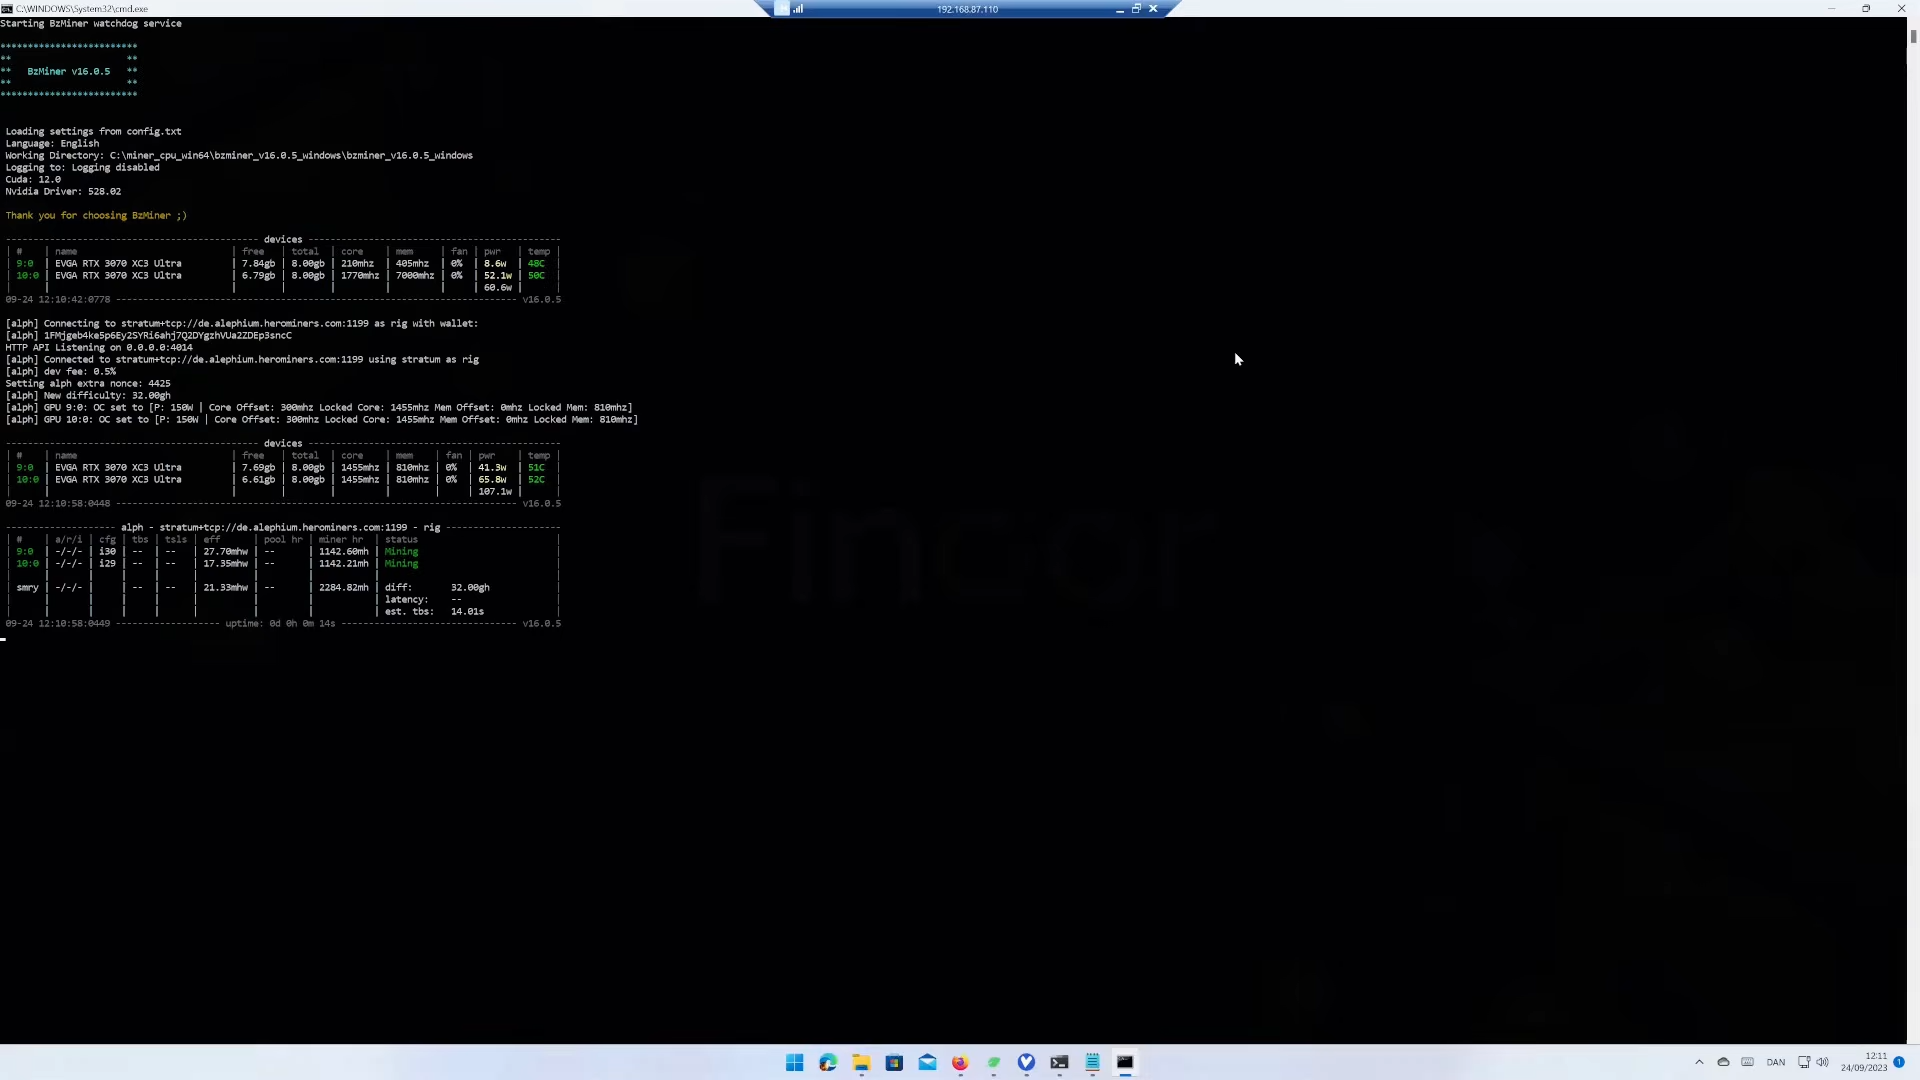 C:\WINDOWS\System32\cmd.exe
192.168.87.110
Starting BzMiner watchdog service
*************************
** **
** BzMiner v16.0.5 **
** **
*************************
Loading settings from config.txt
Language: English
Working Directory: C:\miner_cpu_win64\bzminer_v16.0.5_windows\bzminer_v16.0.5_windows
Logging to: Logging disabled
Cuda: 12.0
Nvidia Driver: 528.02
Thank you for choosing BzMiner ;)
devices
| # | name | free | total | core | mem | fan | pwr | temp |
| 9:0 | EVGA RTX 3070 XC3 Ultra | 7.84gb | 8.00gb | 210mhz | 405mhz | 0% | 8.6w | 48C |
| 10:0 | EVGA RTX 3070 XC3 Ultra | 6.79gb | 8.00gb | 1770mhz | 7000mhz | 0% | 52.1w | 50C |
60.6w
09-24 12:10:42:0778 v16.0.5
[alph] Connecting to stratum+tcp://de.alephium.herominers.com:1199 as rig with wallet:
[alph] 1FMjgeb4ke5p6Ey2SYRi6ahj7Q2DYgzhVUa2ZDEp3sncC
HTTP API Listening on 0.0.0.0:4014
[alph] Connected to stratum+tcp://de.alephium.herominers.com:1199 using stratum as rig
[alph] dev fee: 0.5%
Setting alph extra nonce: 4425
[alph] New difficulty: 32.00gh
[alph] GPU 9:0: OC set to [P: 150W | Core Offset: 300mhz Locked Core: 1455mhz Mem Offset: 0mhz Locked Mem: 810mhz]
[alph] GPU 10:0: OC set to [P: 150W | Core Offset: 300mhz Locked Core: 1455mhz Mem Offset: 0mhz Locked Mem: 810mhz]
devices
| # | name | free | total | core | mem | fan | pwr | temp |
| 9:0 | EVGA RTX 3070 XC3 Ultra | 7.69gb | 8.00gb | 1455mhz | 810mhz | 0% | 41.3w | 51C |
| 10:0 | EVGA RTX 3070 XC3 Ultra | 6.61gb | 8.00gb | 1455mhz | 810mhz | 0% | 65.8w | 52C |
107.1w
09-24 12:10:58:0448 v16.0.5
alph - stratum+tcp://de.alephium.herominers.com:1199 - rig
| # | a/r/i | cfg | tbs | tsls | eff | pool hr | miner hr | status |
| 9:0 | -/-/- | i30 | -- | -- | 27.70mhw | -- | 1142.60mh | Mining |
| 10:0 | -/-/- | i29 | -- | -- | 17.35mhw | -- | 1142.21mh | Mining |
| smry | -/-/- | | -- | -- | 21.33mhw | -- | 2284.82mh | diff: 32.00gh |
latency: --
est. tbs: 14.01s
09-24 12:10:58:0449 uptime: 0d 0h 0m 14s v16.0.5
DAN
12:11
24/09/2023
1